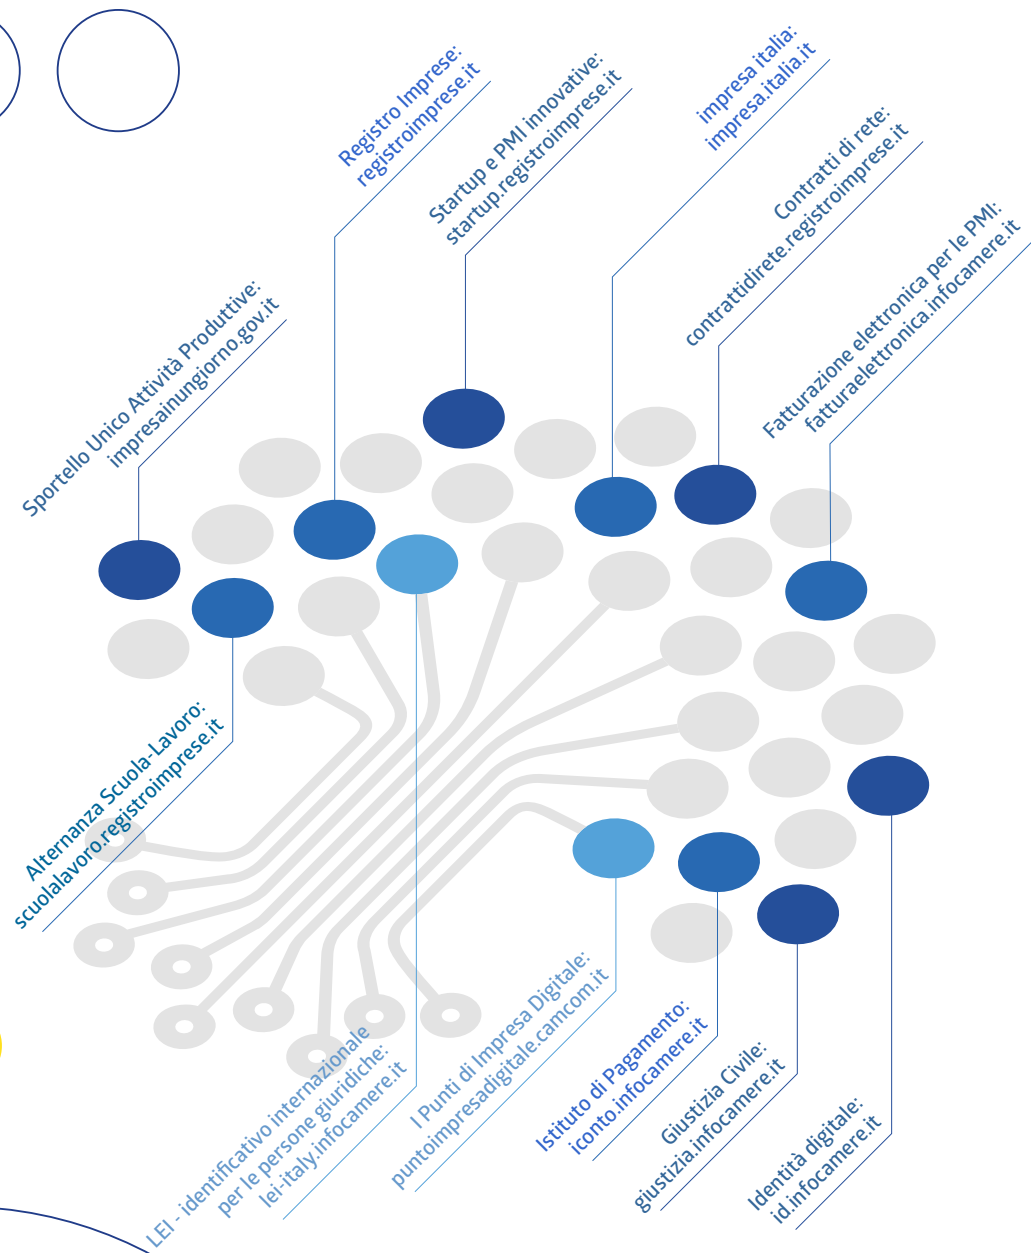 Registro Imprese:
registroimprese.it
Startup e PMI innovative:
startup.registroimprese.it
impresa italia:
impresa.italia.it
Contratti di rete:
contrattidirete.registroimprese.it
Fatturazione elettronica per le PMI:
fatturaelettronica.infocamere.it
Sportello Unico Attività Produttive:
impresainungiorno.gov.it
Alternanza Scuola-Lavoro:
scuolalavoro.registroimprese.it
LEI - identificativo internazionale
per le persone giuridiche:
lei-italy.infocamere.it
I Punti di Impresa Digitale:
puntoimpresadigitale.camcom.it
Istituto di Pagamento:
iconto.infocamere.it
Giustizia Civile:
giustizia.infocamere.it
Identità digitale:
id.infocamere.it